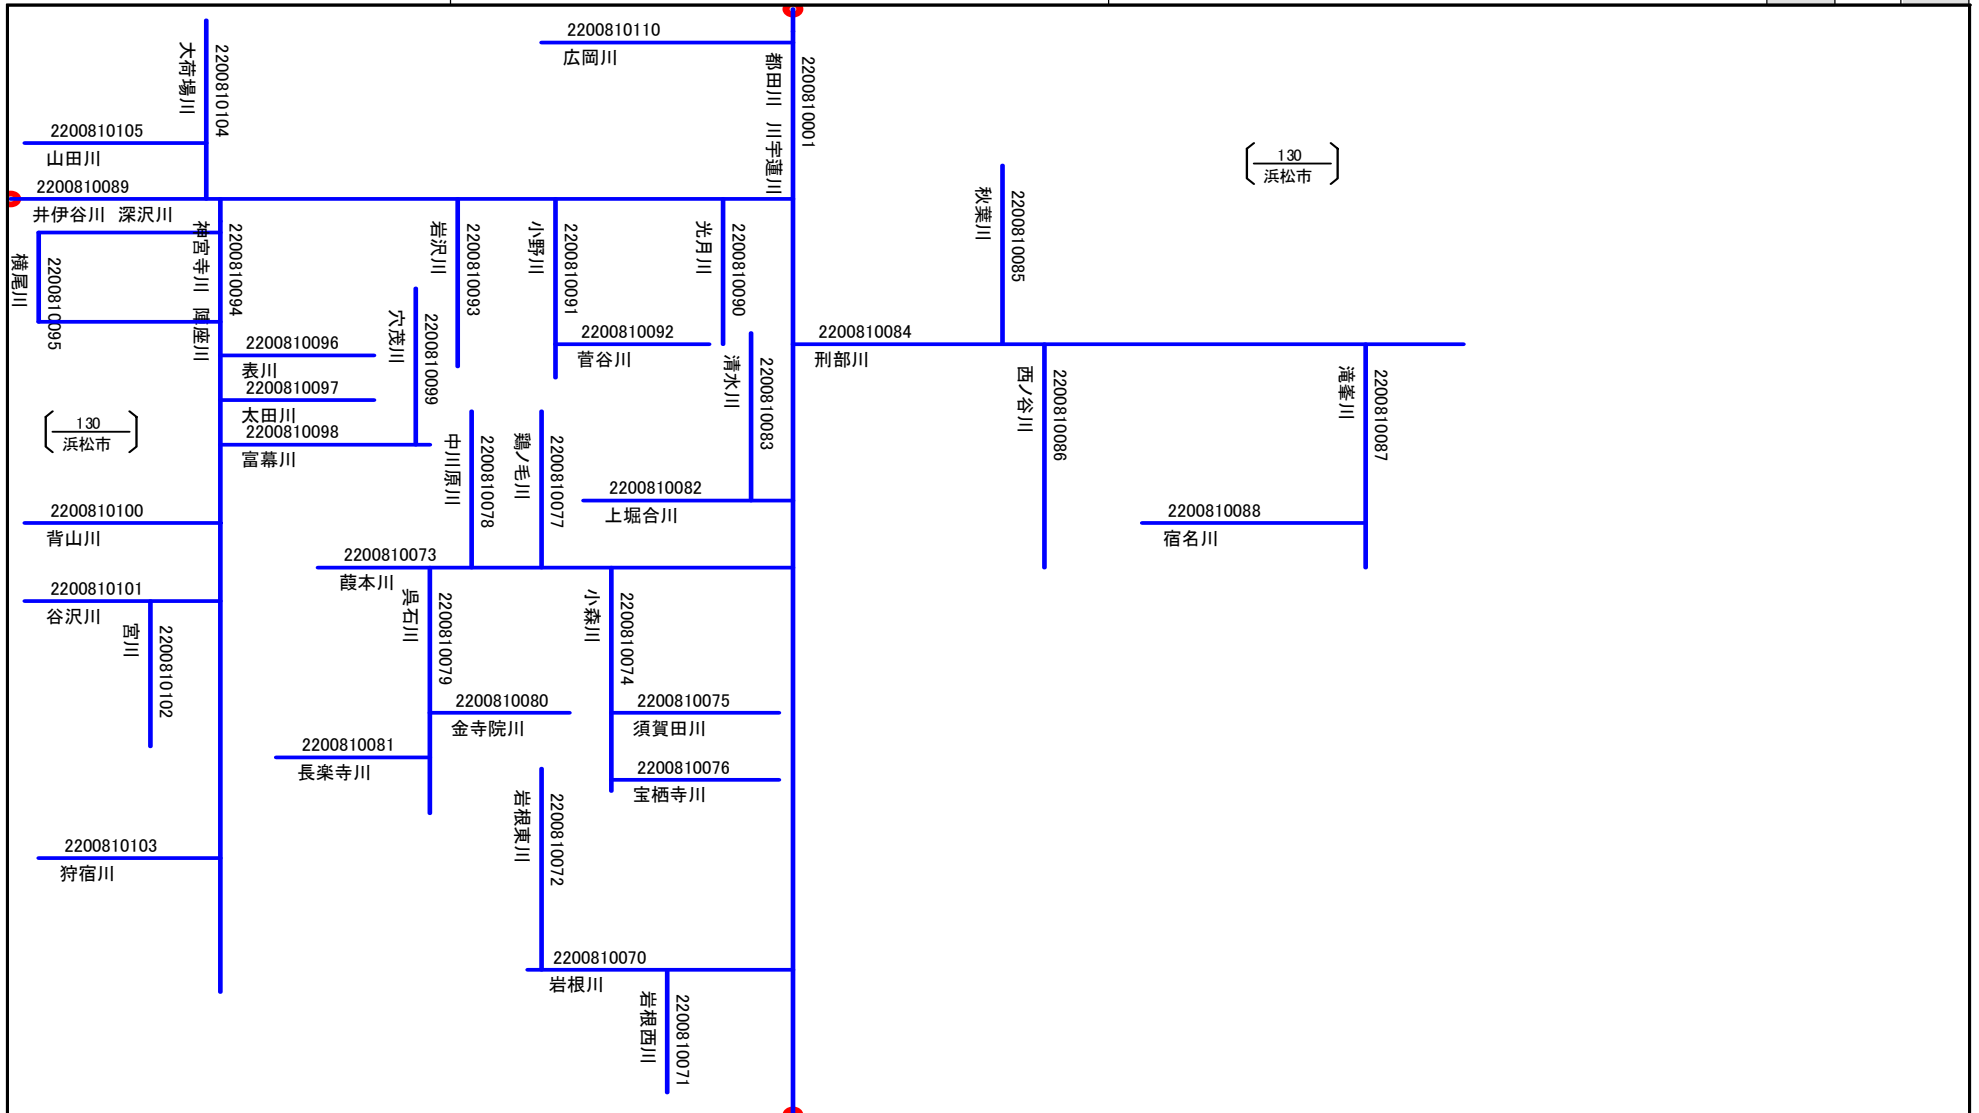 2200810110
広岡川
大荷場川
2200810104
都田川 川宇蓮川
2200810001
2200810105
山田川
130
浜松市
2200810089
井伊谷川 深沢川
秋葉川
2200810085
神宮寺川 陣座川
2200810094
岩沢川
2200810093
小野川
2200810091
光月川
2200810090
横尾川
2200810095
穴茂川
2200810099
2200810096
表川
2200810092
菅谷川
清水川
2200810083
2200810084
刑部川
西ノ谷川
2200810086
滝峯川
2200810087
2200810097
太田川
130
浜松市
2200810098
富幕川
中川原川
2200810078
鶏ノ毛川
2200810077
2200810082
上堀合川
2200810100
背山川
2200810088
宿名川
2200810073
葭本川
2200810101
谷沢川
宮川
2200810102
呉石川
2200810079
小森川
2200810074
2200810080
金寺院川
2200810075
須賀田川
2200810081
長楽寺川
2200810076
宝栖寺川
岩根東川
2200810072
2200810103
狩宿川
2200810070
岩根川
岩根西川
2200810071